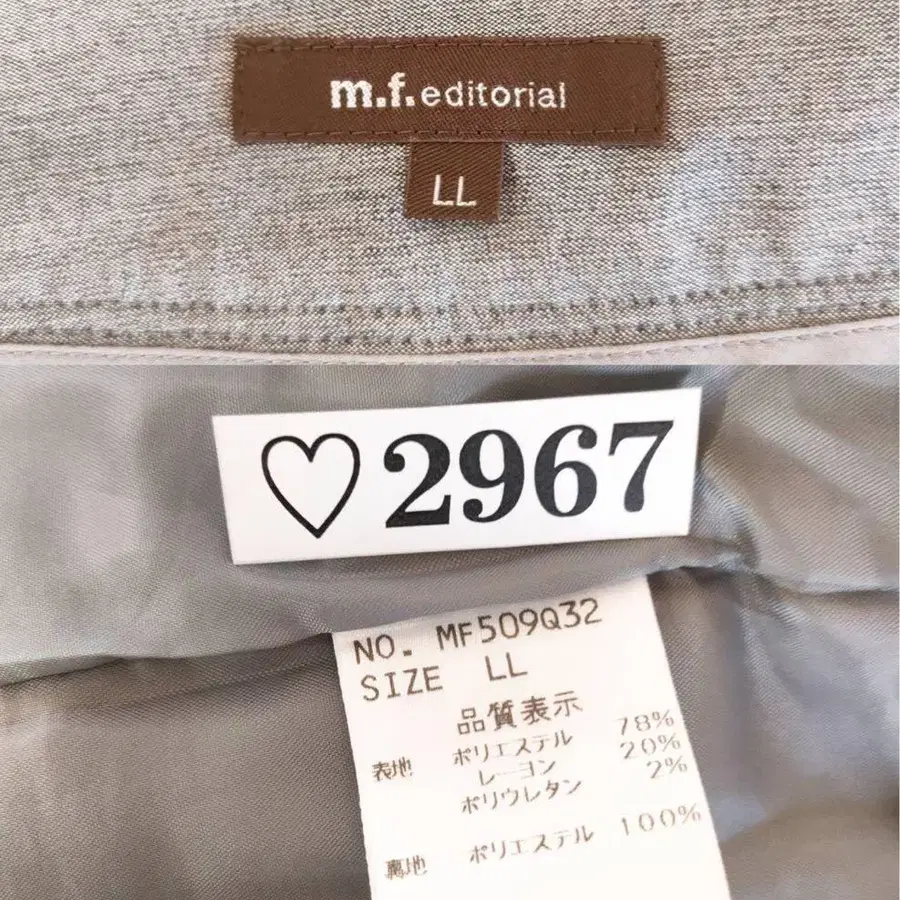 m.f.editorial
LL
♡2967
NO. MF509Q32
SIZE LL
品質表示
表地 ポリエステル 78%
レーヨン 20%
ポリウレタン 2%
裏地 ポリエステル 100%